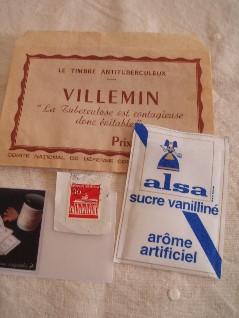 LE TIMBRE ANTITUBERCULEUX
VILLEMIN
"La Tuberculose est contagieuse
donc évitable"
Prix
COMITÉ NATIONAL DE DÉFENSE
alsa
sucre vanilliné
arôme
artificiel
30